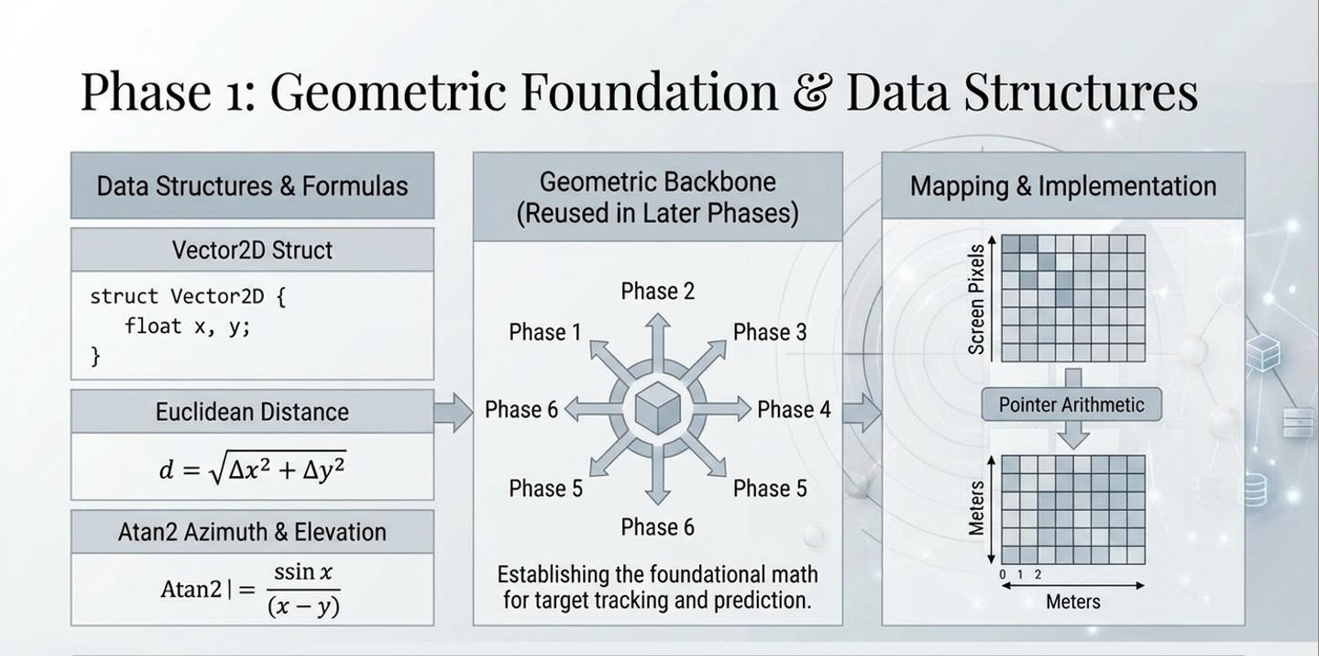 Phase 1: Geometric Foundation & Data Structures
Data Structures & Formulas
Vector2D Struct
struct Vector2D {
float x, y;
}
Euclidean Distance
d = √Δx² + Δy²
Atan2 Azimuth & Elevation
Atan2 | = ssin x / (x − y)
Geometric Backbone
(Reused in Later Phases)
Phase 2
Phase 1
Phase 3
Phase 6
Phase 4
Phase 5
Phase 5
Phase 6
Establishing the foundational math
for target tracking and prediction.
Mapping & Implementation
Screen Pixels
Pointer Arithmetic
Meters
0 1 2
Meters